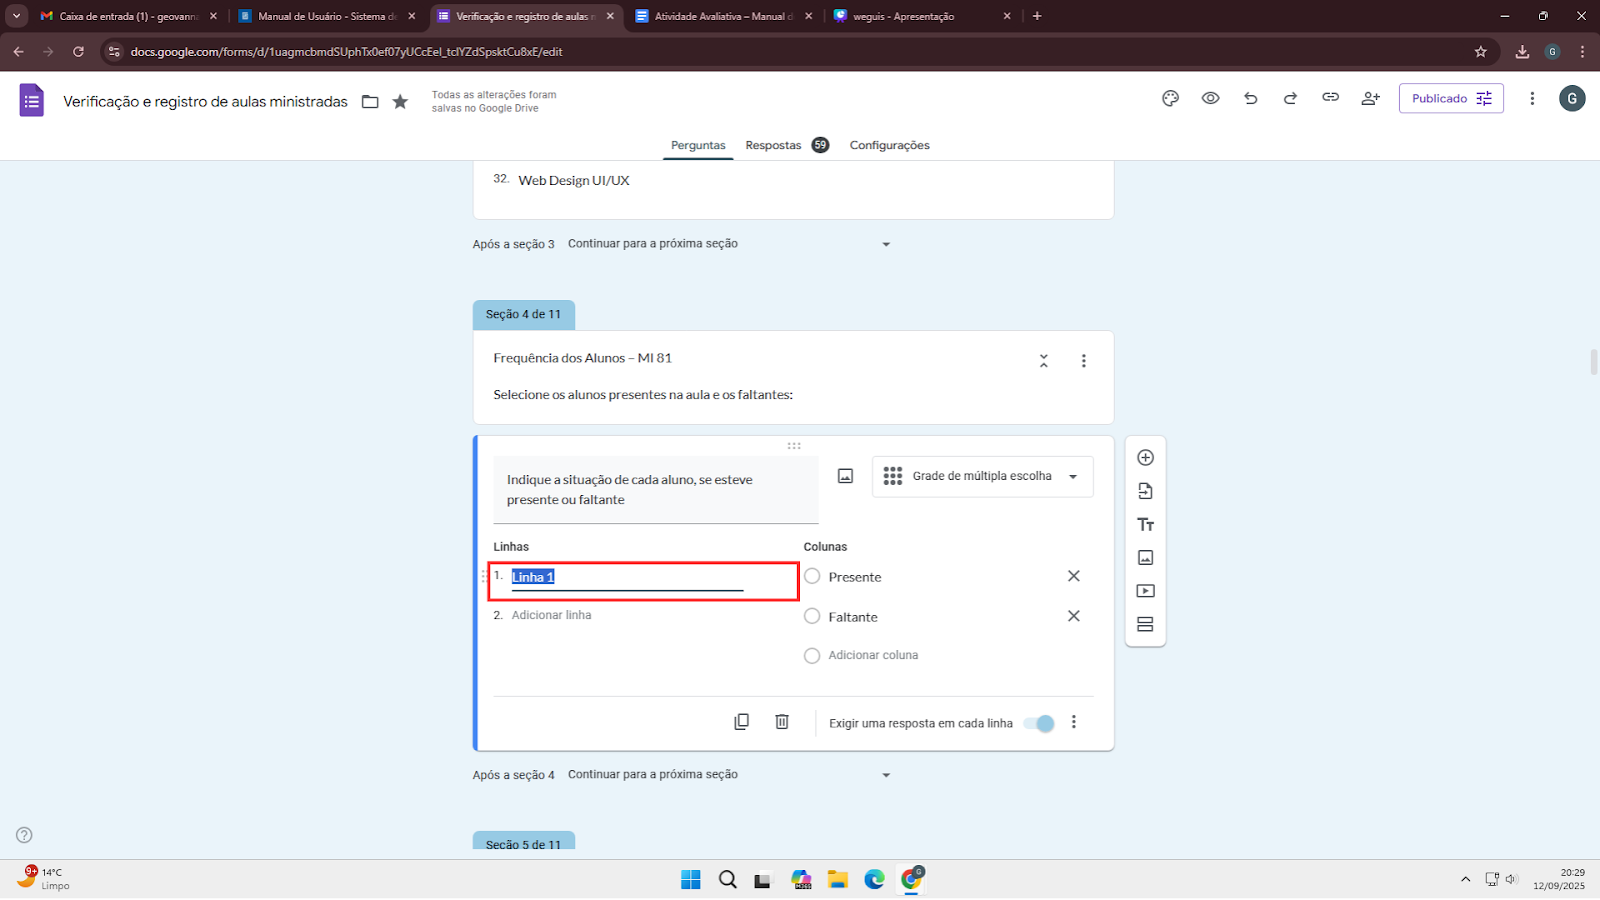 Caixa de entrada (1) - geovanna
Manual de Usuário - Sistema de
Verificação e registro de aulas m
Atividade Avaliativa – Manual d
weguis - Apresentação
docs.google.com/forms/d/1uagmcbmdSUphTx0ef07yUCcEel_tclYZdSpsktCu8xE/edit
G
Verificação e registro de aulas ministradas
Todas as alterações foram
salvas no Google Drive
Publicado
G
Perguntas
Respostas
59
Configurações
32. Web Design UI/UX
Após a seção 3 Continuar para a próxima seção
Seção 4 de 11
Frequência dos Alunos – MI 81
Selecione os alunos presentes na aula e os faltantes:
Indique a situação de cada aluno, se esteve
presente ou faltante
Grade de múltipla escolha
Linhas
Colunas
1. Linha 1
Presente
2. Adicionar linha
Faltante
Adicionar coluna
Exigir uma resposta em cada linha
Após a seção 4 Continuar para a próxima seção
Seção 5 de 11
9+
14°C
Limpo
20:29
12/09/2025